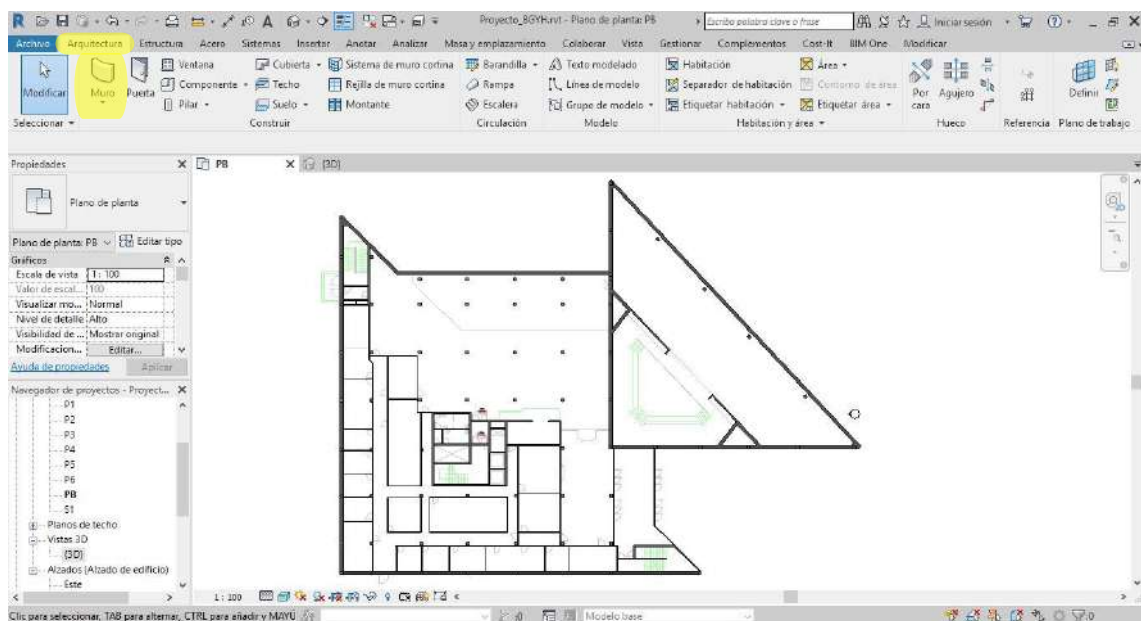 Proyecto_BGYH.rvt - Plano de planta: PB
Escriba palabra clave o frase
Iniciar sesión
Archivo Arquitectura Estructura Acero Sistemas Insertar Anotar Analizar Masa y emplazamiento Colaborar Vista Gestionar Complementos Cost-It BIM One Modificar
Modificar
Muro
Puerta
Ventana
Componente
Pilar
Cubierta
Techo
Suelo
Sistema de muro cortina
Rejilla de muro cortina
Montante
Barandilla
Rampa
Escalera
Texto modelado
Línea de modelo
Grupo de modelo
Habitación
Separador de habitación
Etiquetar habitación
Área
Contorno de área
Etiquetar área
Por cara
Agujero
Definir
Seleccionar
Construir
Circulación
Modelo
Habitación y área
Hueco
Referencia
Plano de trabajo
Propiedades
PB
{3D}
Plano de planta
Plano de planta: PB
Editar tipo
Gráficos
Escala de vista 1 : 100
Valor de escal... 100
Visualizar mo... Normal
Nivel de detalle Alto
Visibilidad de ... Mostrar original
Modificacion... Editar...
Ayuda de propiedades Aplicar
Navegador de proyectos - Proyect...
P1
P2
P3
P4
P5
P6
PB
S1
Planos de techo
Vistas 3D
{3D}
Alzados (Alzado de edificio)
Este
1 : 100
Clic para seleccionar, TAB para alternar, CTRL para añadir y MAYÚ
:0
Modelo base
:0